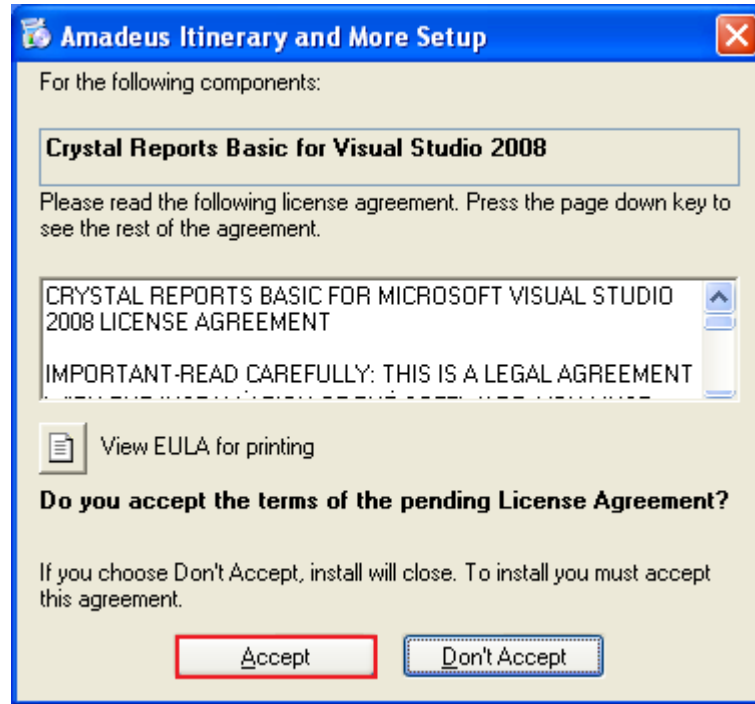 Amadeus Itinerary and More Setup
For the following components:
Crystal Reports Basic for Visual Studio 2008
Please read the following license agreement. Press the page down key to
see the rest of the agreement.
CRYSTAL REPORTS BASIC FOR MICROSOFT VISUAL STUDIO
2008 LICENSE AGREEMENT
IMPORTANT-READ CAREFULLY: THIS IS A LEGAL AGREEMENT
View EULA for printing
Do you accept the terms of the pending License Agreement?
If you choose Don't Accept, install will close. To install you must accept
this agreement.
Accept
Don't Accept